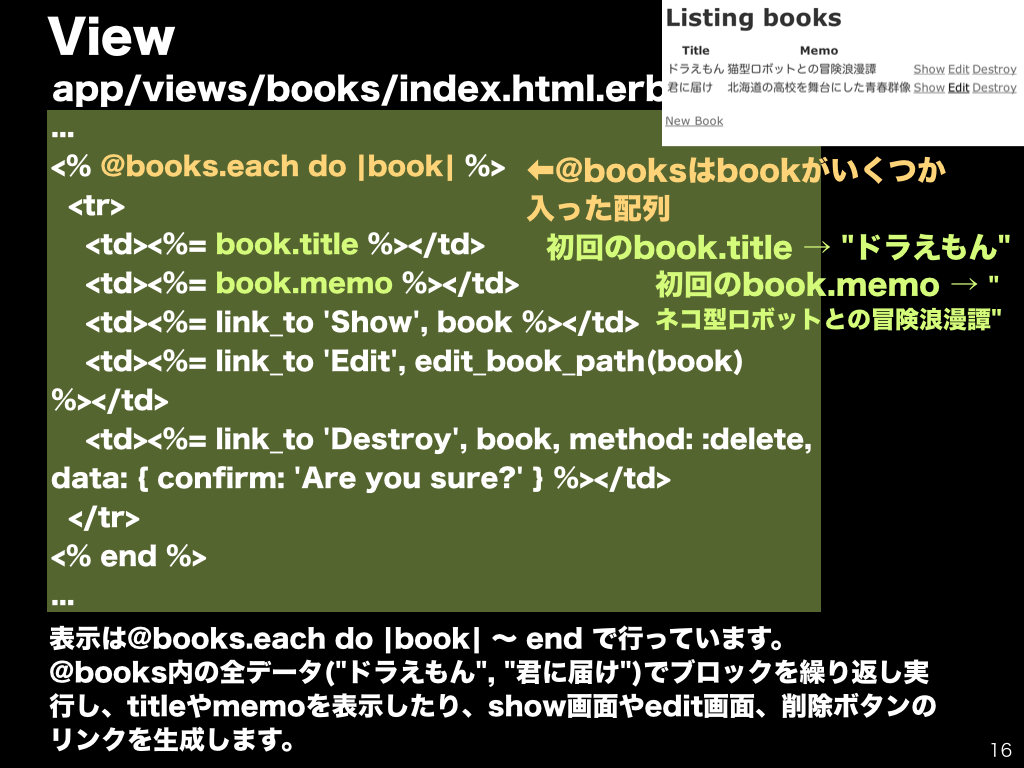 View
app/views/books/index.html.erb
Listing books
Title Memo
ドラえもん 猫型ロボットとの冒険浪漫譚 Show Edit Destroy
君に届け 北海道の高校を舞台にした青春群像 Show Edit Destroy
New Book
...
<% @books.each do |book| %>
<tr>
<td><%= book.title %></td>
<td><%= book.memo %></td>
<td><%= link_to 'Show', book %></td>
<td><%= link_to 'Edit', edit_book_path(book)
%></td>
<td><%= link_to 'Destroy', book, method: :delete,
data: { confirm: 'Are you sure?' } %></td>
</tr>
<% end %>
...
←@booksはbookがいくつか
入った配列
初回のbook.title → "ドラえもん"
初回のbook.memo → "
ネコ型ロボットとの冒険浪漫譚"
表示は@books.each do |book| 〜 end で行っています。
@books内の全データ("ドラえもん", "君に届け")でブロックを繰り返し実
行し、titleやmemoを表示したり、show画面やedit画面、削除ボタンの
リンクを生成します。
16